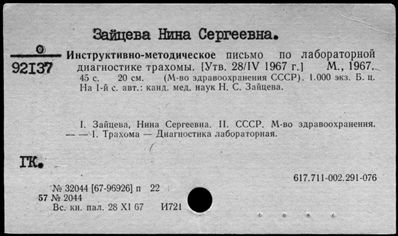 Зайцева Нина Сергеевна.
О
92137
Инструктивно-методическое письмо по лабораторной
диагностике трахомы. [Утв. 28/IV 1967 г.] М., 1967.
45 с. 20 см. (М-во здравоохранения СССР). 1.000 экз. Б. ц.
На 1-й с. авт.: канд. мед. наук Н. С. Зайцева.
I. Зайцева, Нина Сергеевна. II. СССР. М-во здравоохранения.
— — 1. Трахома — Диагностика лабораторная.
ГК.
617.711-002.291-076
№ 32044 [67-96926] п 22
57 № 2044
Вс. кн. пал. 28 XI 67 И721